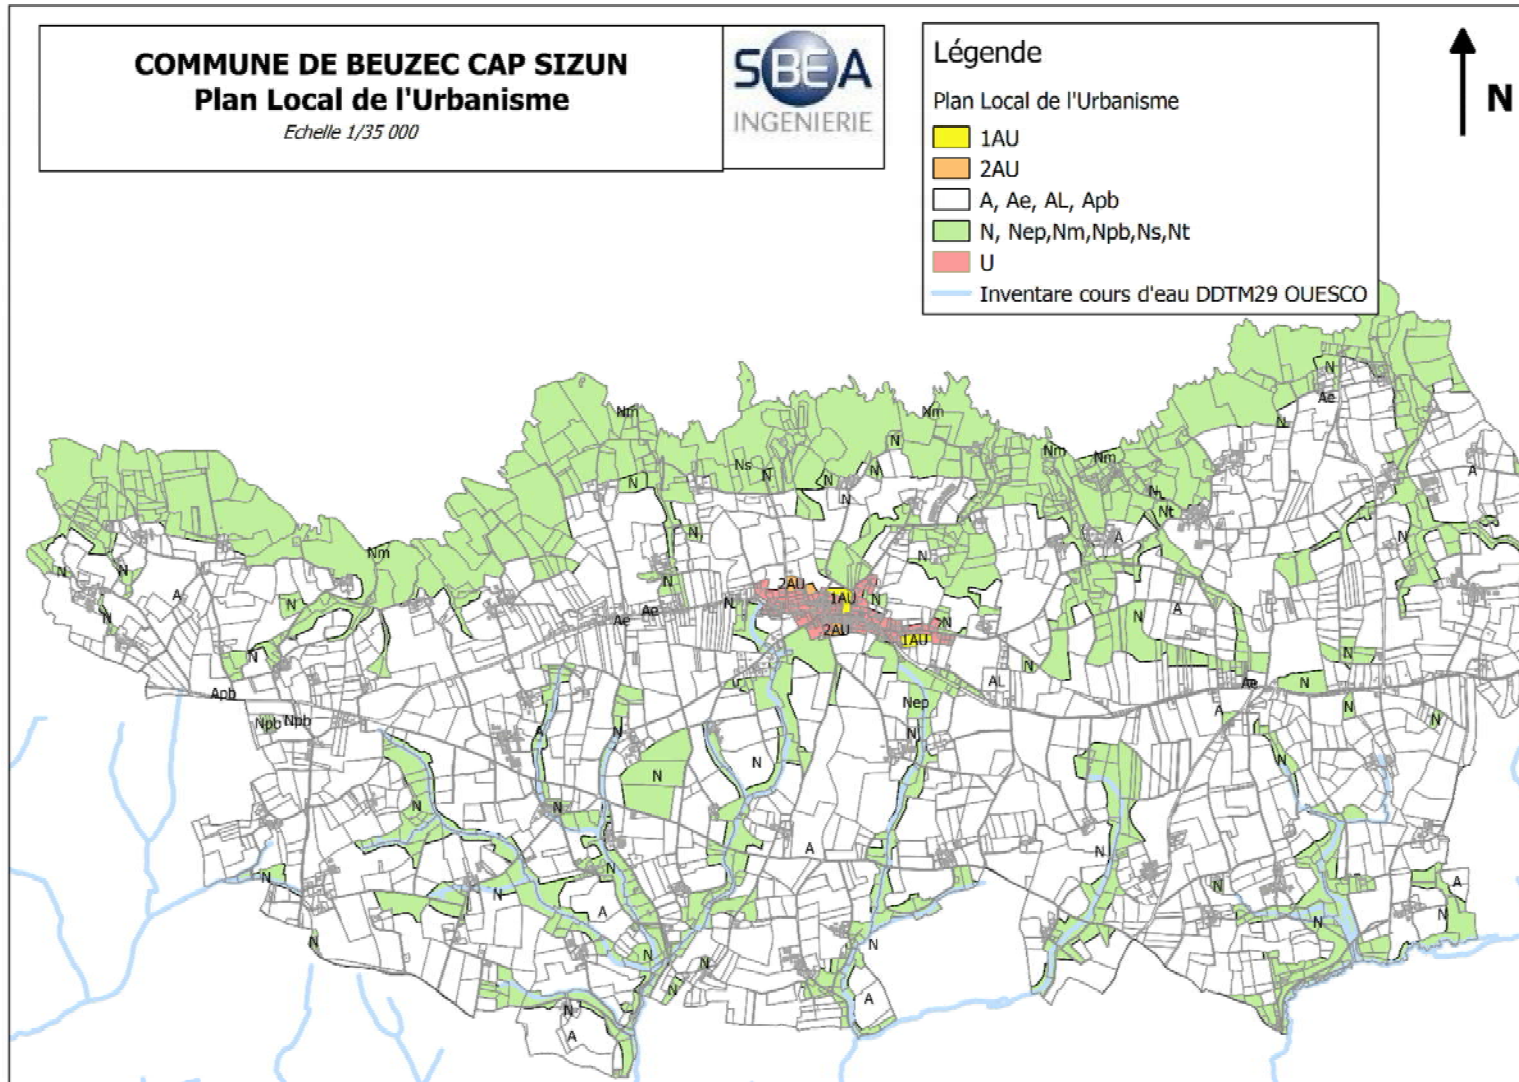 COMMUNE DE BEUZEC CAP SIZUN
Plan Local de l'Urbanisme
Echelle 1/35 000
SBEA
INGENIERIE
Légende
Plan Local de l'Urbanisme
1AU
2AU
A, Ae, AL, Apb
N, Nep,Nm,Npb,Ns,Nt
U
Inventare cours d'eau DDTM29 OUESCO
N
N
Ae
Nm
Nm
N
N
Nm
Nm
Ns
N
N
N
N
N
A
N
N
Nt
N
A
N
Nm
N
N
A
N
N
N
2AU
1AU
N
Ae
Ae
N
A
N
N
2AU
1AU
N
N
N
N
AL
Ae
N
Apb
Nep
A
N
N
Npb
Npb
A
N
N
N
N
N
N
N
N
A
N
N
N
N
N
A
A
N
N
N
N
N
N
N
N
A
N
A